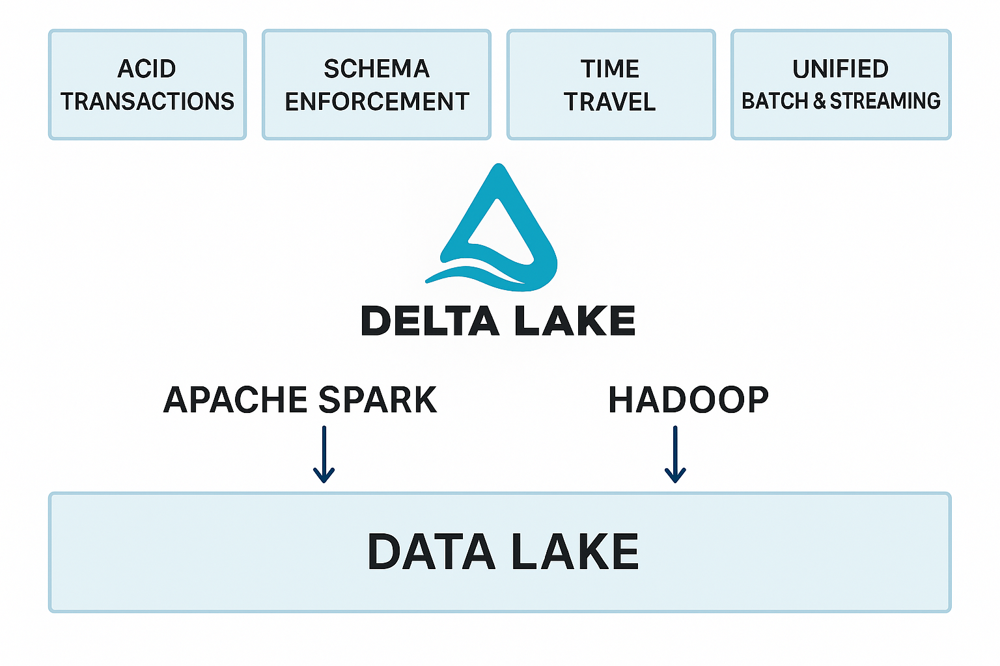 ACID
TRANSACTIONS
SCHEMA
ENFORCEMENT
TIME
TRAVEL
UNIFIED
BATCH & STREAMING
DELTA LAKE
APACHE SPARK
HADOOP
DATA LAKE